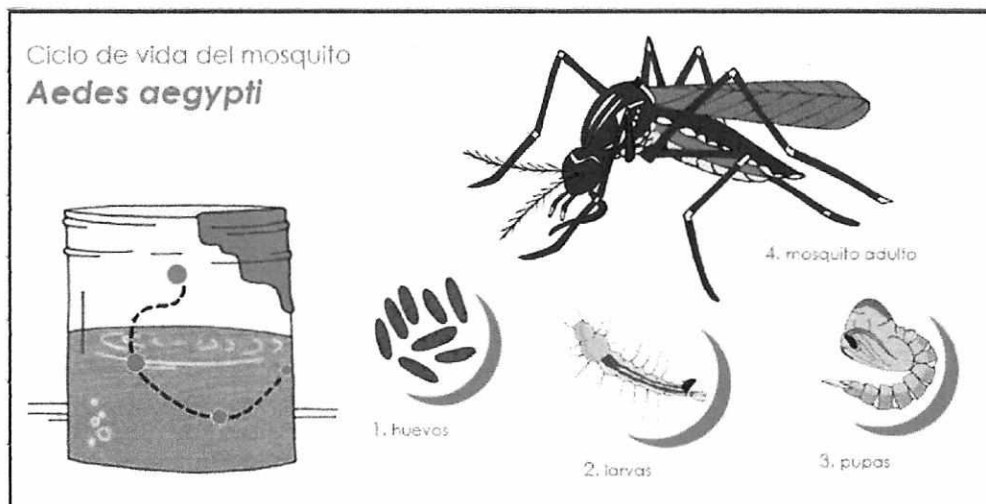 Ciclo de vida del mosquito
Aedes aegypti
4. mosquito adulto
1. huevos
2. larvas
3. pupas